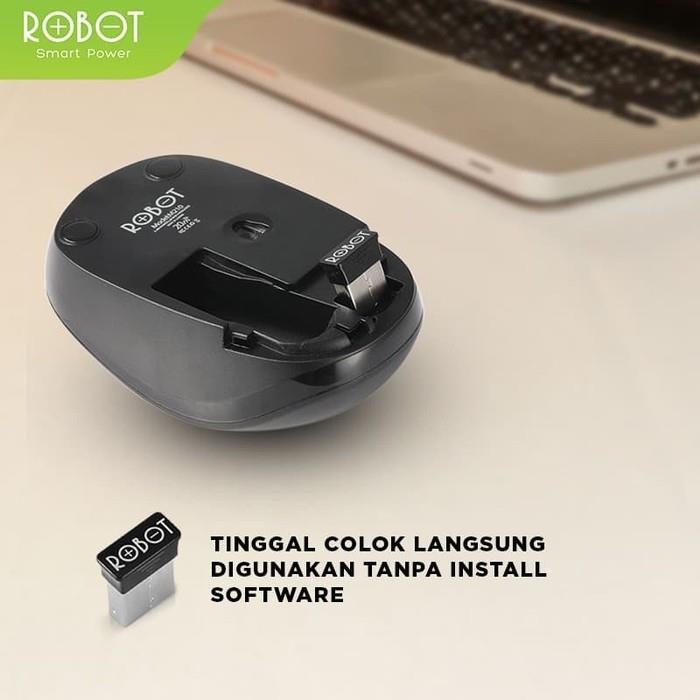 ROBOT
Smart Power
ROBOT
ROBOT
ROBOT
TINGGAL COLOK LANGSUNG
DIGUNAKAN TANPA INSTALL
SOFTWARE